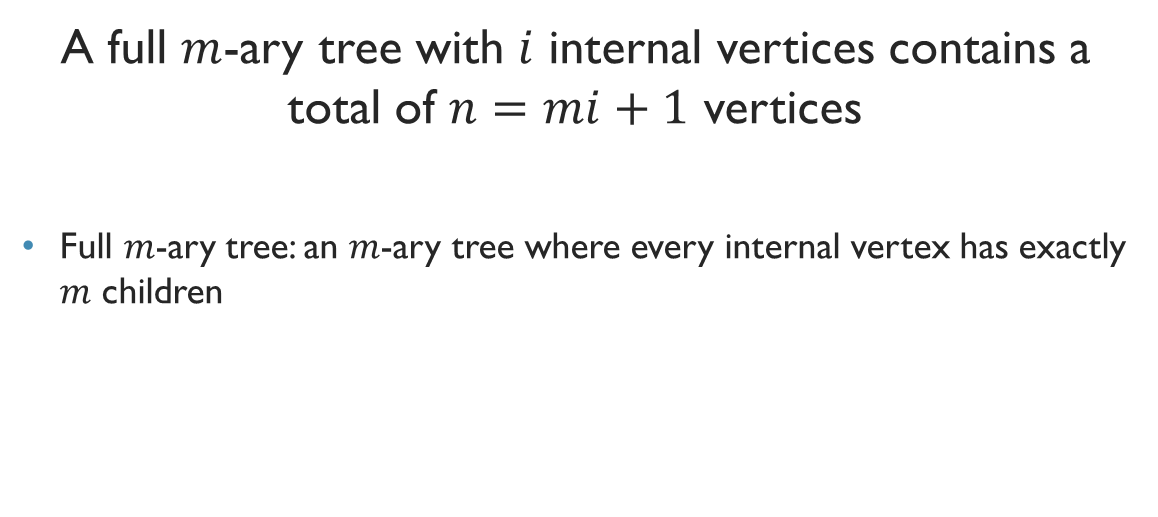 A full 𝑚-ary tree with 𝑖 internal vertices contains a
total of 𝑛 = 𝑚𝑖 + 1 vertices
• Full 𝑚-ary tree: an 𝑚-ary tree where every internal vertex has exactly
𝑚 children